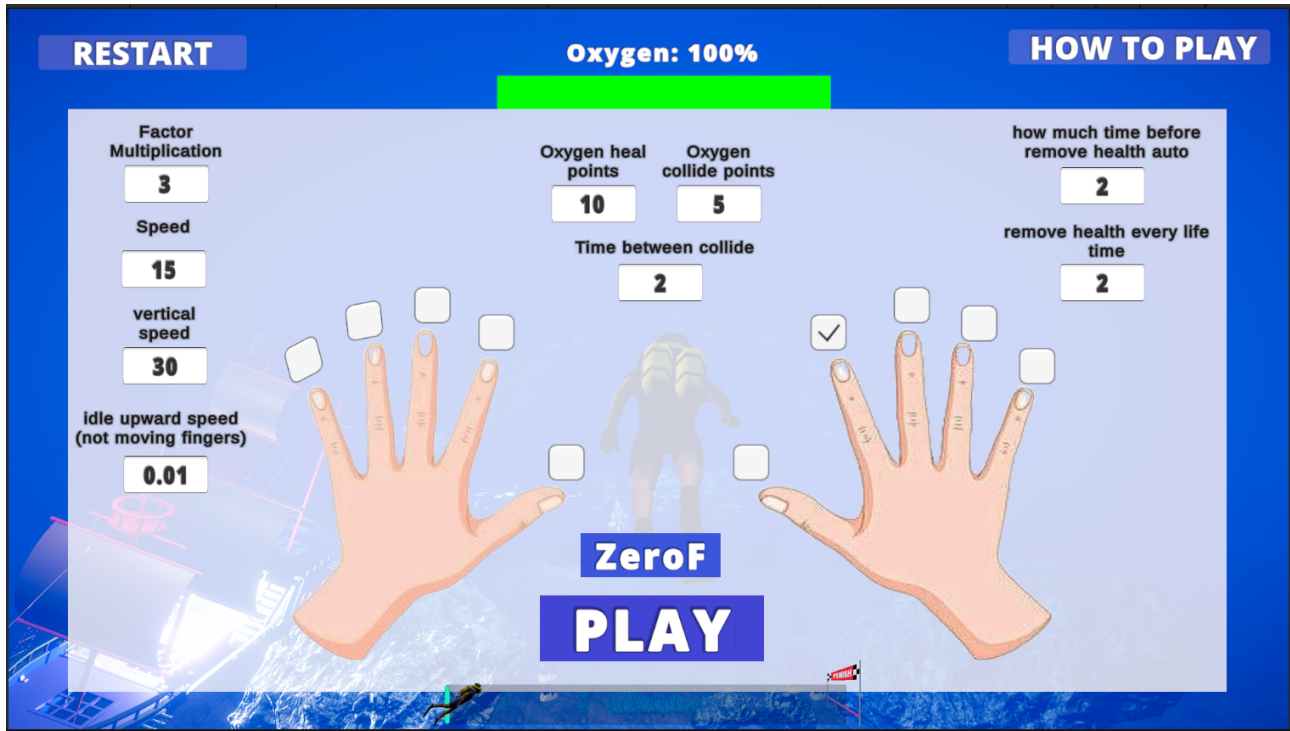 RESTART
Oxygen: 100%
HOW TO PLAY
Factor
Multiplication
3
Speed
15
vertical
speed
30
idle upward speed
(not moving fingers)
0.01
Oxygen heal
points
10
Oxygen
collide points
5
Time between collide
2
how much time before
remove health auto
2
remove health every life
time
2
ZeroF
PLAY
FINISH